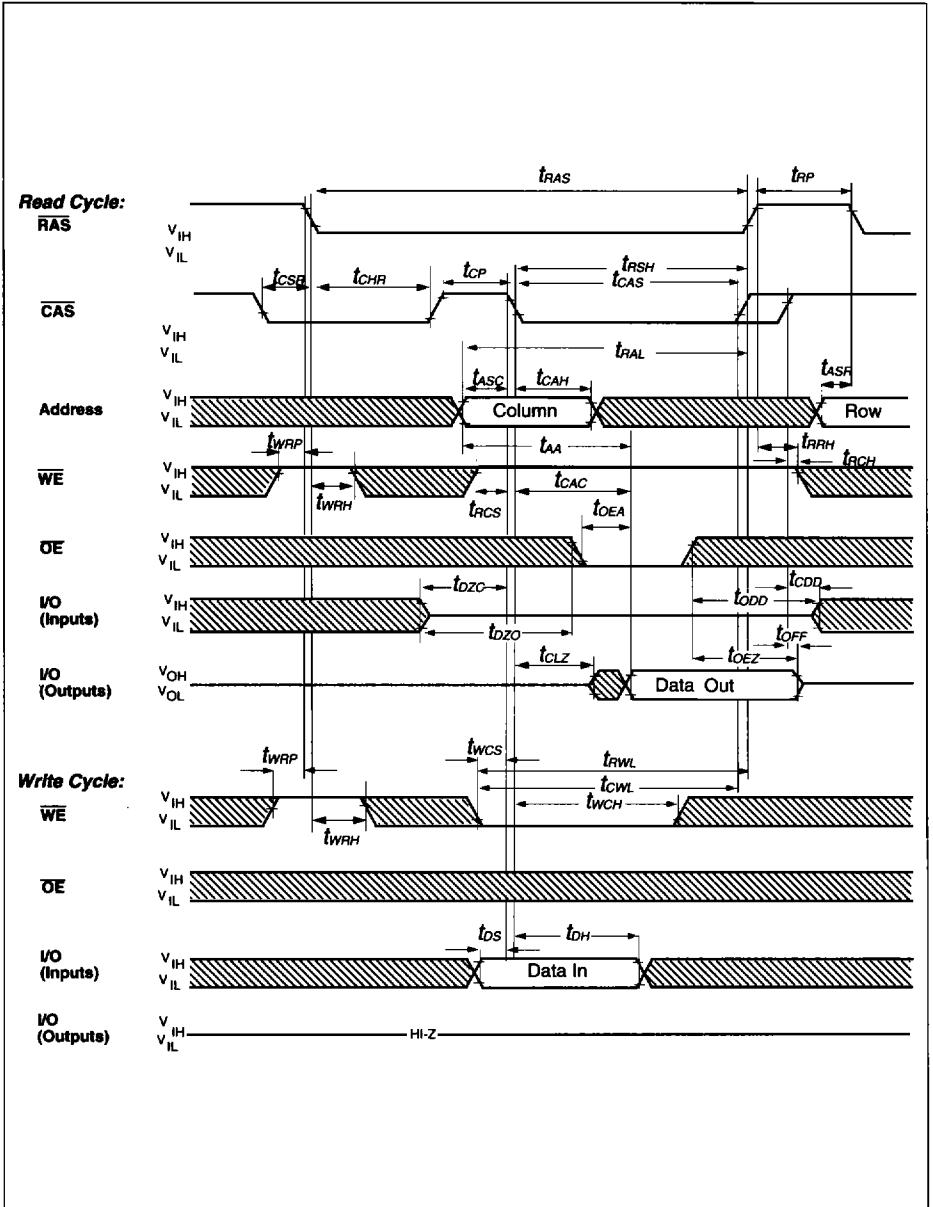 tRAS
tRP
Read Cycle:
RAS
VIH
VIL
tCSR
tCHR
tCP
tRSH
tCAS
CAS
VIH
VIL
tRAL
tASC
tCAH
tASR
Address
VIH
VIL
Column
Row
tWRP
tAA
tRRH
tRCH
WE
VIH
VIL
tWRH
tRCS
tCAC
tOEA
OE
VIH
VIL
tDZC
tCDD
tODD
I/O
(Inputs)
VIH
VIL
tDZO
tCLZ
tOFF
tOEZ
I/O
(Outputs)
VOH
VOL
Data Out
tWCS
tRWL
tWRP
tCWL
Write Cycle:
tWCH
WE
VIH
VIL
tWRH
OE
VIH
VIL
tDS
tDH
I/O
(Inputs)
VIH
VIL
Data In
I/O
(Outputs)
VIH
VIL
HI-Z